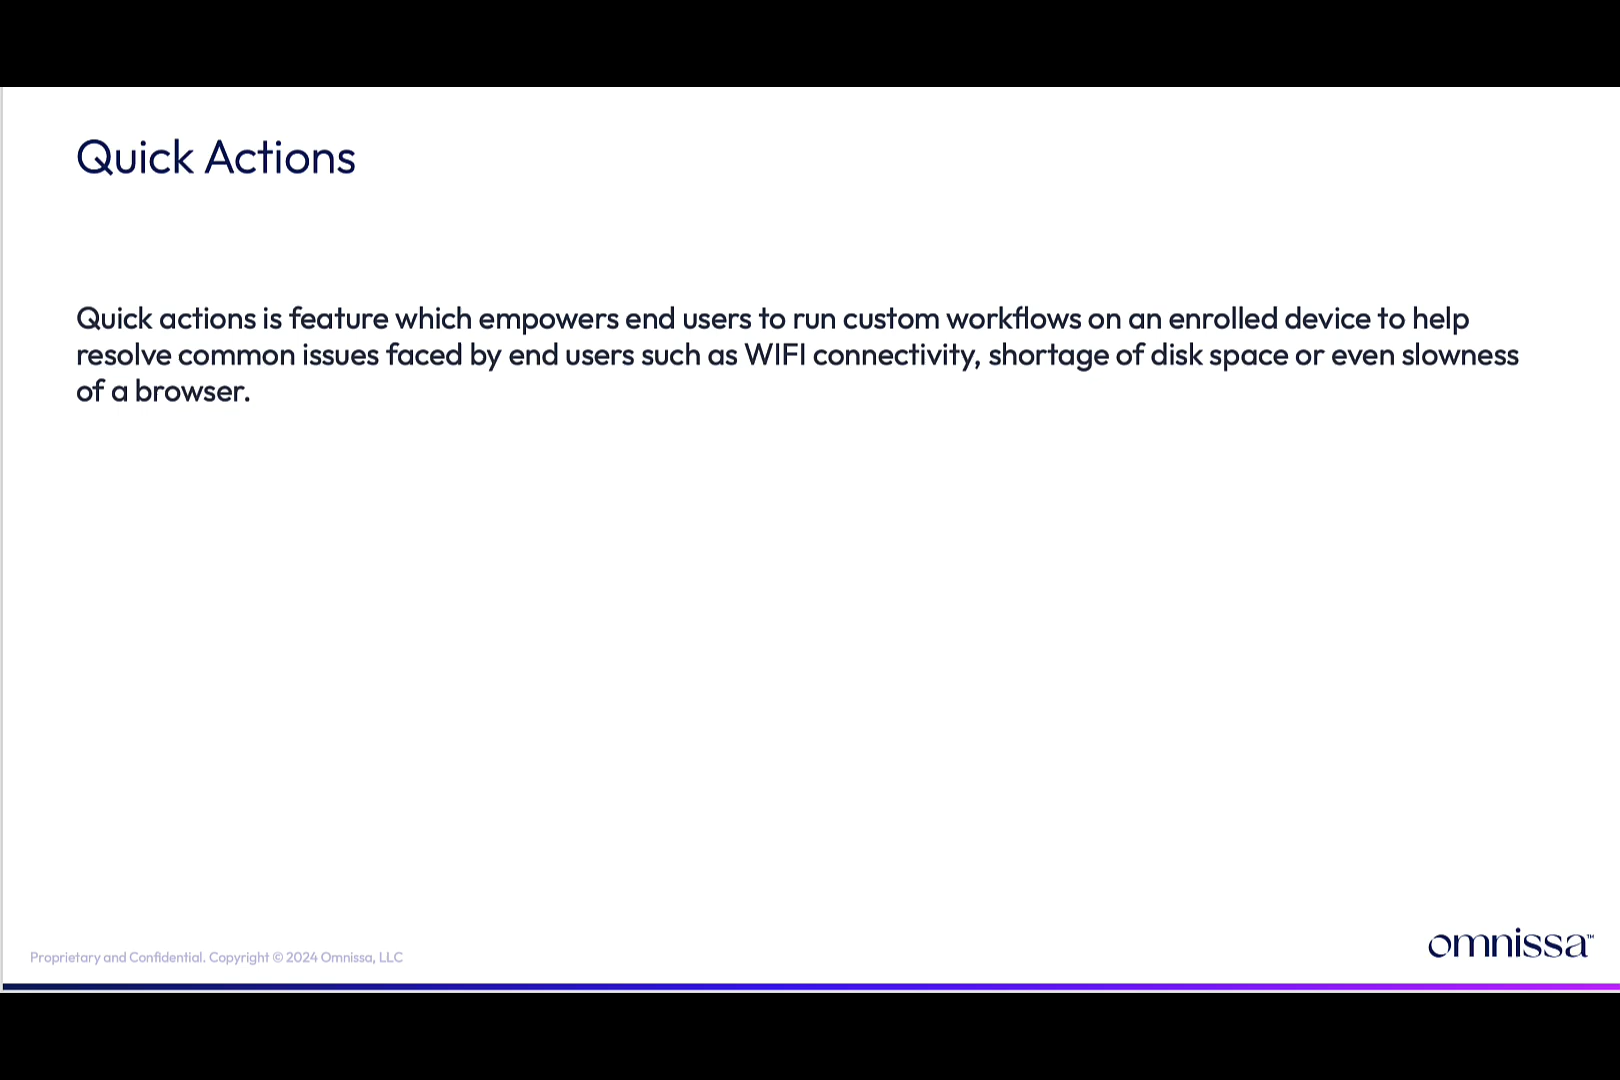 Quick Actions
Quick actions is feature which empowers end users to run custom workflows on an enrolled device to help
resolve common issues faced by end users such as WIFI connectivity, shortage of disk space or even slowness
of a browser.
Proprietary and Confidential. Copyright © 2024 Omnissa, LLC
omnissa™